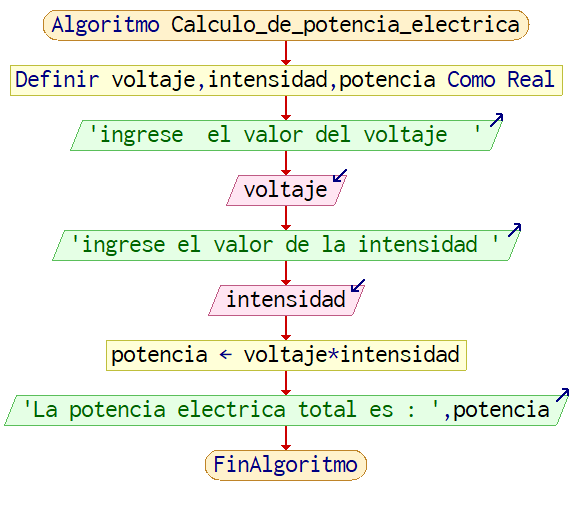 Algoritmo Calculo_de_potencia_electrica
Definir voltaje,intensidad,potencia Como Real
'ingrese  el valor del voltaje  '
voltaje
'ingrese el valor de la intensidad '
intensidad
potencia ← voltaje*intensidad
'La potencia electrica total es : ',potencia
FinAlgoritmo